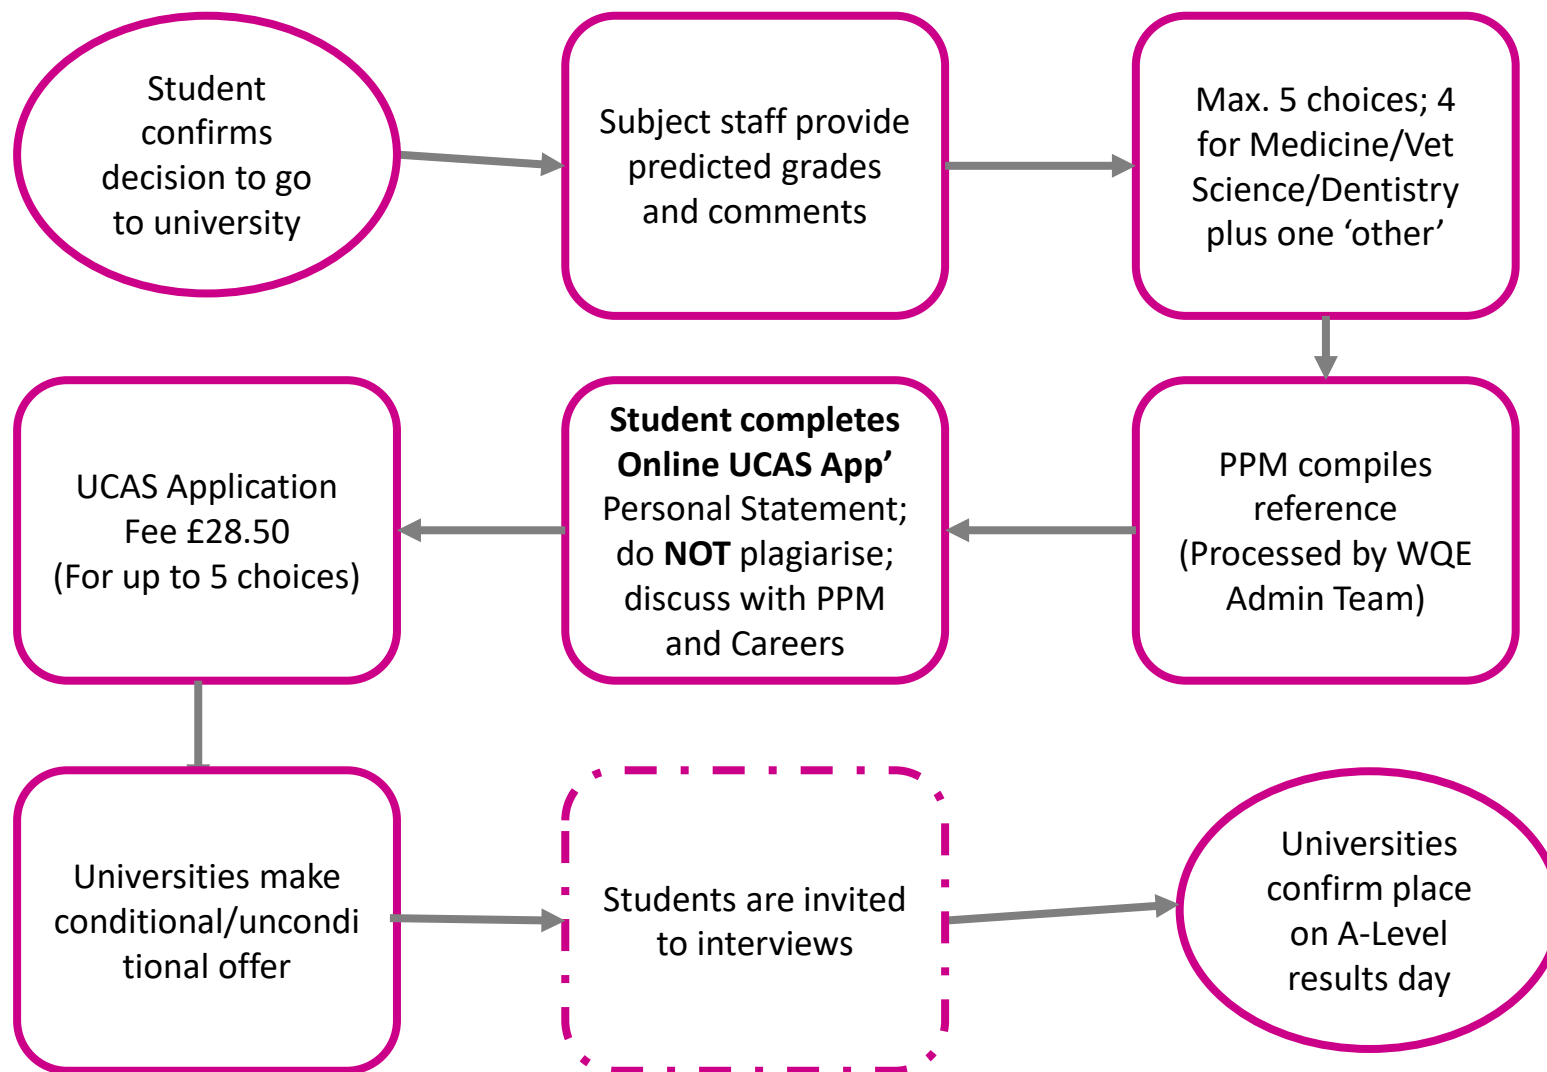 Student
confirms
decision to go
to university
Subject staff provide
predicted grades
and comments
Max. 5 choices; 4
for Medicine/Vet
Science/Dentistry
plus one ‘other’
PPM compiles
reference
(Processed by WQE
Admin Team)
Student completes
Online UCAS App’
Personal Statement;
do NOT plagiarise;
discuss with PPM
and Careers
UCAS Application
Fee £28.50
(For up to 5 choices)
Universities make
conditional/uncondi
tional offer
Students are invited
to interviews
Universities
confirm place
on A-Level
results day